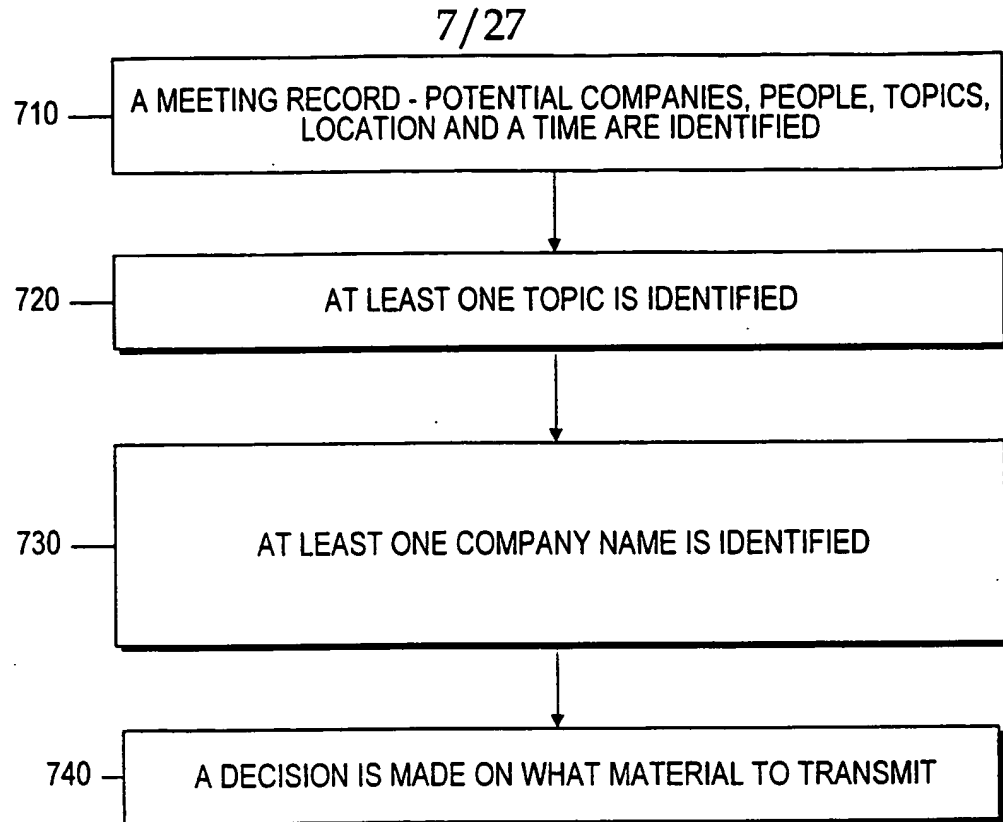 7/27
710
A MEETING RECORD - POTENTIAL COMPANIES, PEOPLE, TOPICS,
LOCATION AND A TIME ARE IDENTIFIED
720
AT LEAST ONE TOPIC IS IDENTIFIED
730
AT LEAST ONE COMPANY NAME IS IDENTIFIED
740
A DECISION IS MADE ON WHAT MATERIAL TO TRANSMIT